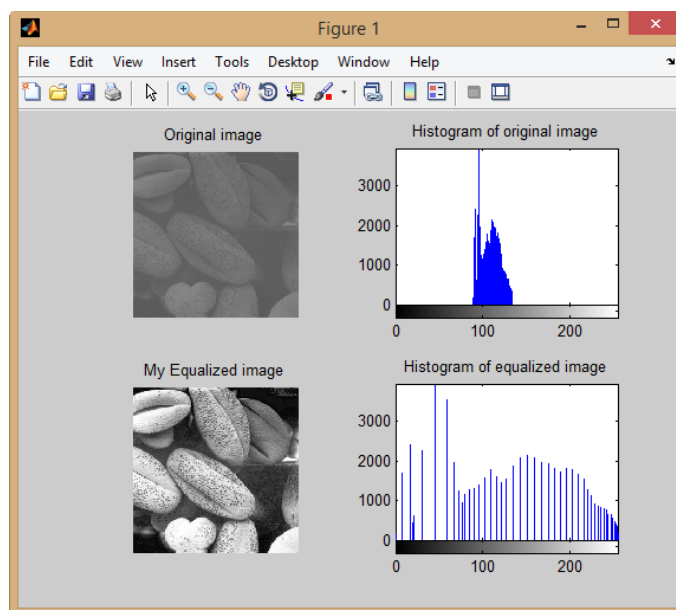 Figure 1
File Edit View Insert Tools Desktop Window Help
Original image
Histogram of original image
3000
2000
1000
0
0 100 200
My Equalized image
Histogram of equalized image
3000
2000
1000
0
0 100 200